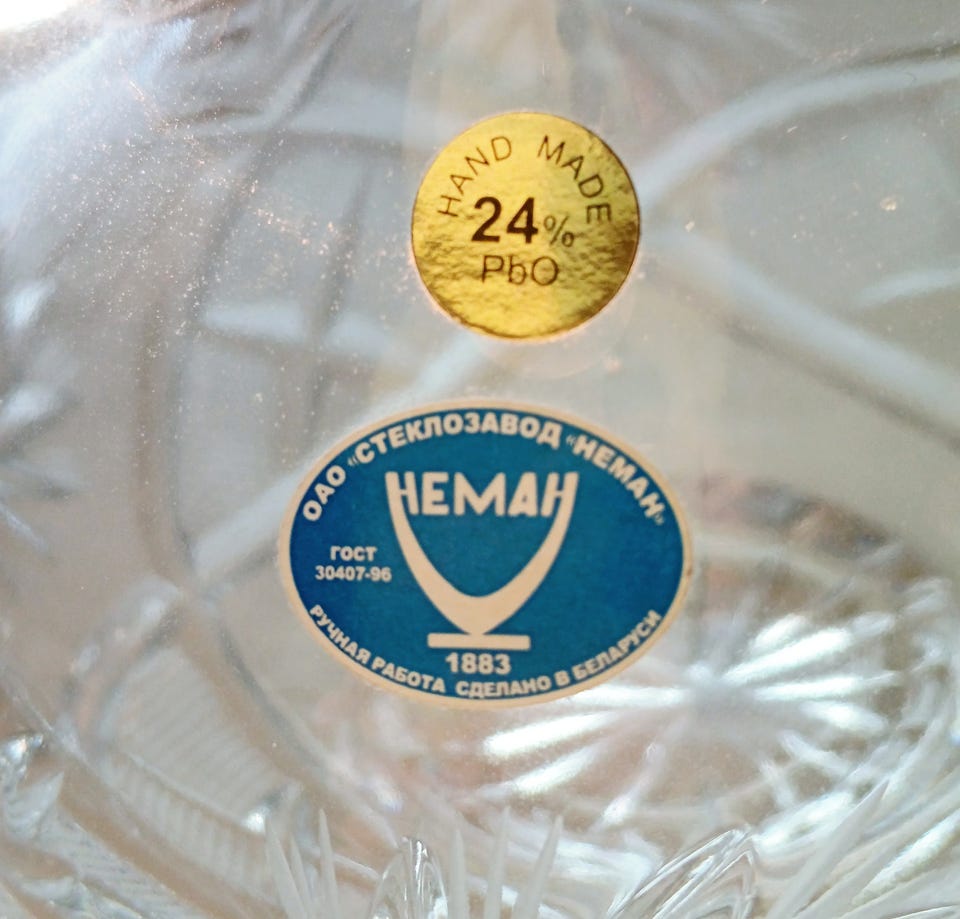 HAND MADE
24%
PbO
ОАО «СТЕКЛОЗАВОД «НЕМАН»
НЕМАН
ГОСТ
30407-96
1883
РУЧНАЯ РАБОТА СДЕЛАНО В БЕЛАРУСИ